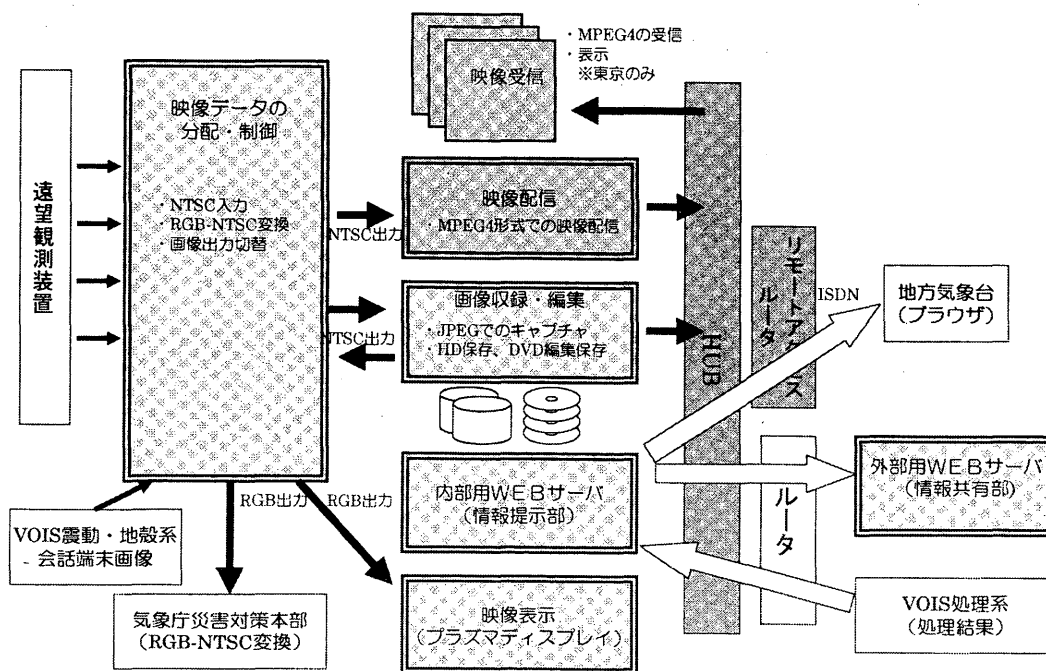 ・MPEG4の受信
・表示
※東京のみ
映像受信
遠望観測装置
映像データの
分配・制御
・NTSC入力
・RGB-NTSC変換
・画像出力切替
NTSC出力
映像配信
・MPEG4形式での映像配信
NTSC出力
画像収録・編集
・JPEGでのキャプチャ
・HD保存、DVD編集保存
HUB
リモートアクセス
ルータ
ISDN
地方気象台
(ブラウザ)
内部用WEBサーバ
(情報提示部)
ルータ
外部用WEBサーバ
(情報共有部)
RGB出力
RGB出力
VOIS震動・地殻系
会話端末画像
気象庁災害対策本部
(RGB-NTSC変換)
映像表示
(プラズマディスプレイ)
VOIS処理系
(処理結果)